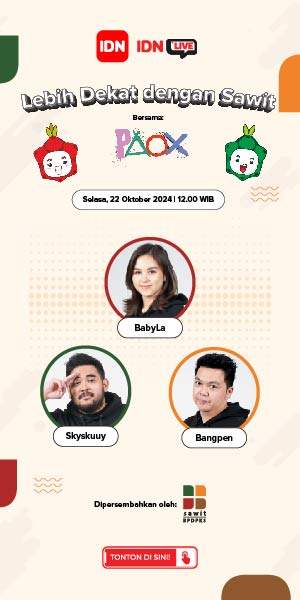 IDN IDN LIVE
Lebih Dekat dengan Sawit
Bersama:
PAOX
Selasa, 22 Oktober 2024 I 12.00 WIB
BabyLa
Skyskuuy
Bangpen
Dipersembahkan oleh:
sawit
BPDPKS
TONTON DI SINI!